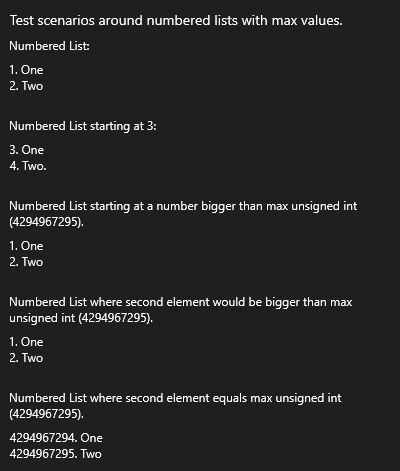 Test scenarios around numbered lists with max values.
Numbered List:
1. One
2. Two
Numbered List starting at 3:
3. One
4. Two.
Numbered List starting at a number bigger than max unsigned int
(4294967295).
1. One
2. Two
Numbered List where second element would be bigger than max
unsigned int (4294967295).
1. One
2. Two
Numbered List where second element equals max unsigned int
(4294967295).
4294967294. One
4294967295. Two